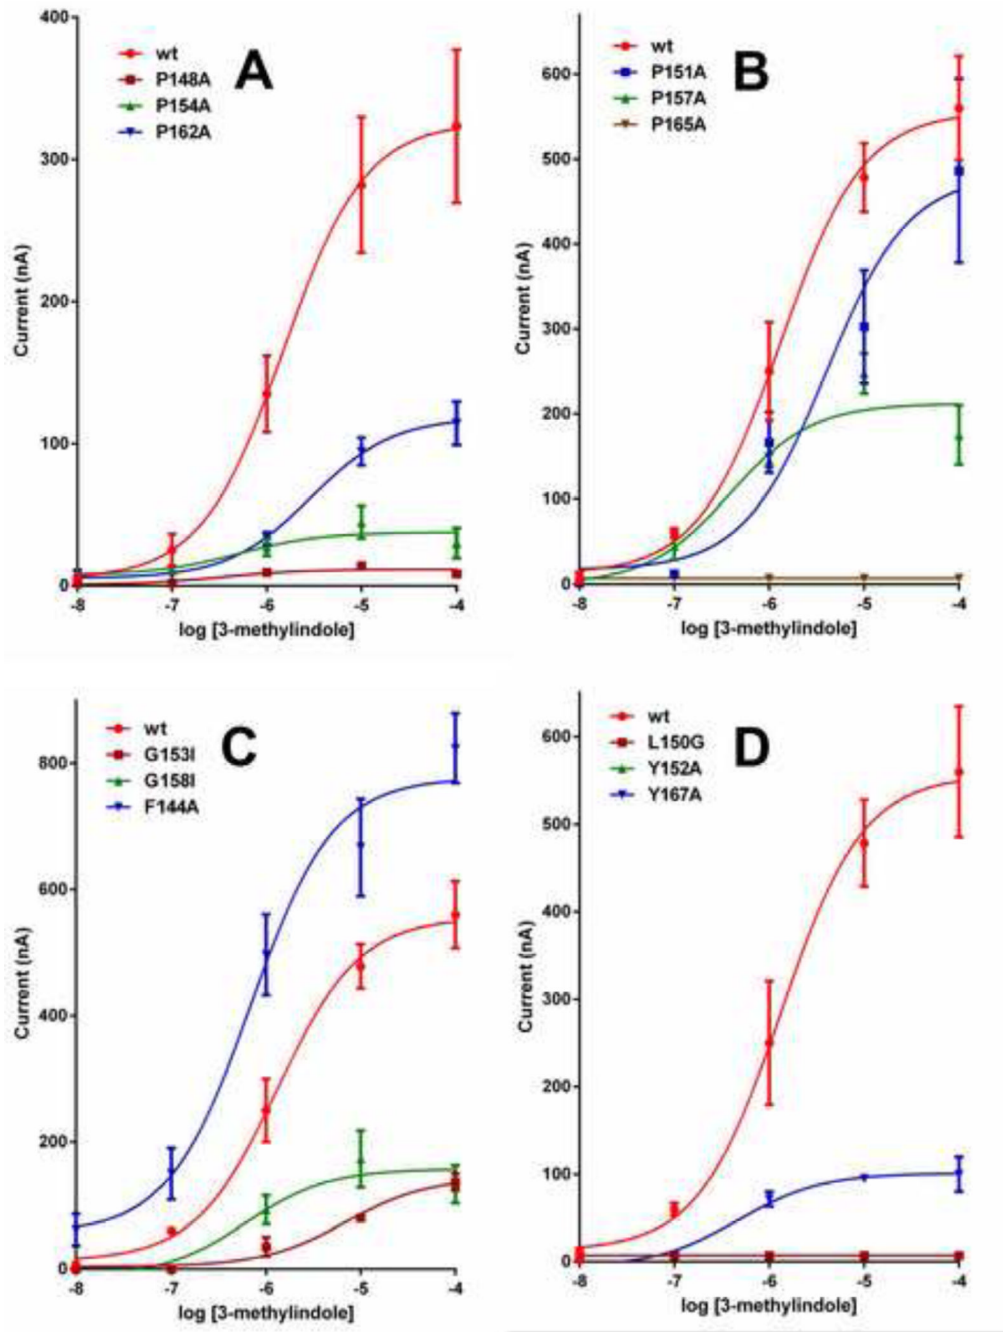 A
wt
P148A
P154A
P162A
400
300
200
100
0
Current (nA)
-8 -7 -6 -5 -4
log [3-methylindole]
B
wt
P151A
P157A
P165A
600
500
400
300
200
100
0
Current (nA)
-8 -7 -6 -5 -4
log [3-methylindole]
C
wt
G153I
G158I
F144A
800
600
400
200
0
Current (nA)
-8 -7 -6 -5 -4
log [3-methylindole]
D
wt
L150G
Y152A
Y167A
600
500
400
300
200
100
0
Current (nA)
-8 -7 -6 -5 -4
log [3-methylindole]